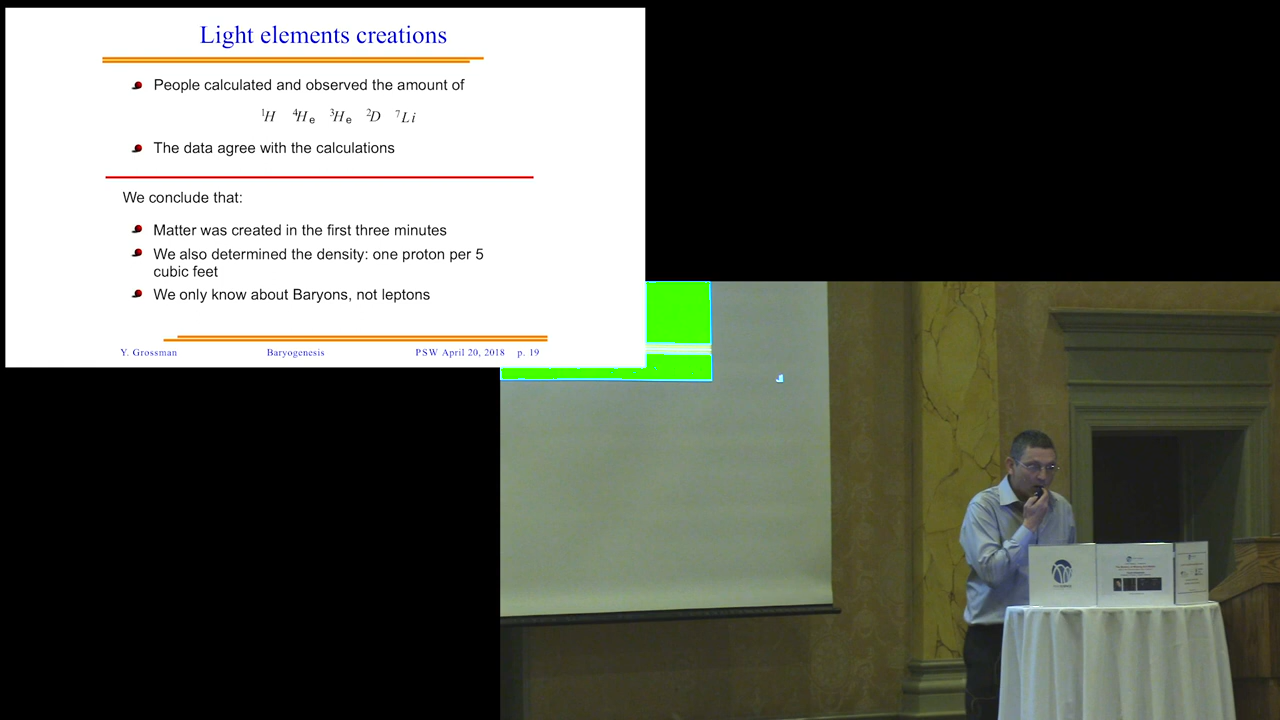 Light elements creations
People calculated and observed the amount of
¹H ⁴Hₑ ³Hₑ ²D ⁷Li
The data agree with the calculations
We conclude that:
Matter was created in the first three minutes
We also determined the density: one proton per 5
cubic feet
We only know about Baryons, not leptons
Y. Grossman Baryogenesis PSW April 20, 2018 p. 19